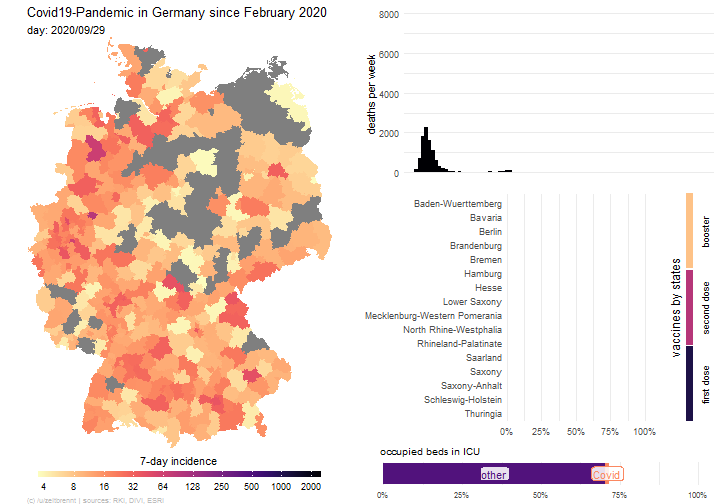 Covid19-Pandemic in Germany since February 2020
day: 2020/09/29
7-day incidence
4 8 16 32 64 128 250 500 1000 2000
(c) /u/zeitbrennt | sources: RKI, DIVI, ESRI
deaths per week
8000
6000
4000
2000
0
Baden-Wuerttemberg
Bavaria
Berlin
Brandenburg
Bremen
Hamburg
Hesse
Lower Saxony
Mecklenburg-Western Pomerania
North Rhine-Westphalia
Rhineland-Palatinate
Saarland
Saxony
Saxony-Anhalt
Schleswig-Holstein
Thuringia
0% 25% 50% 75% 100%
vaccines by states
booster
second dose
first dose
occupied beds in ICU
other
Covid
0% 25% 50% 75% 100%